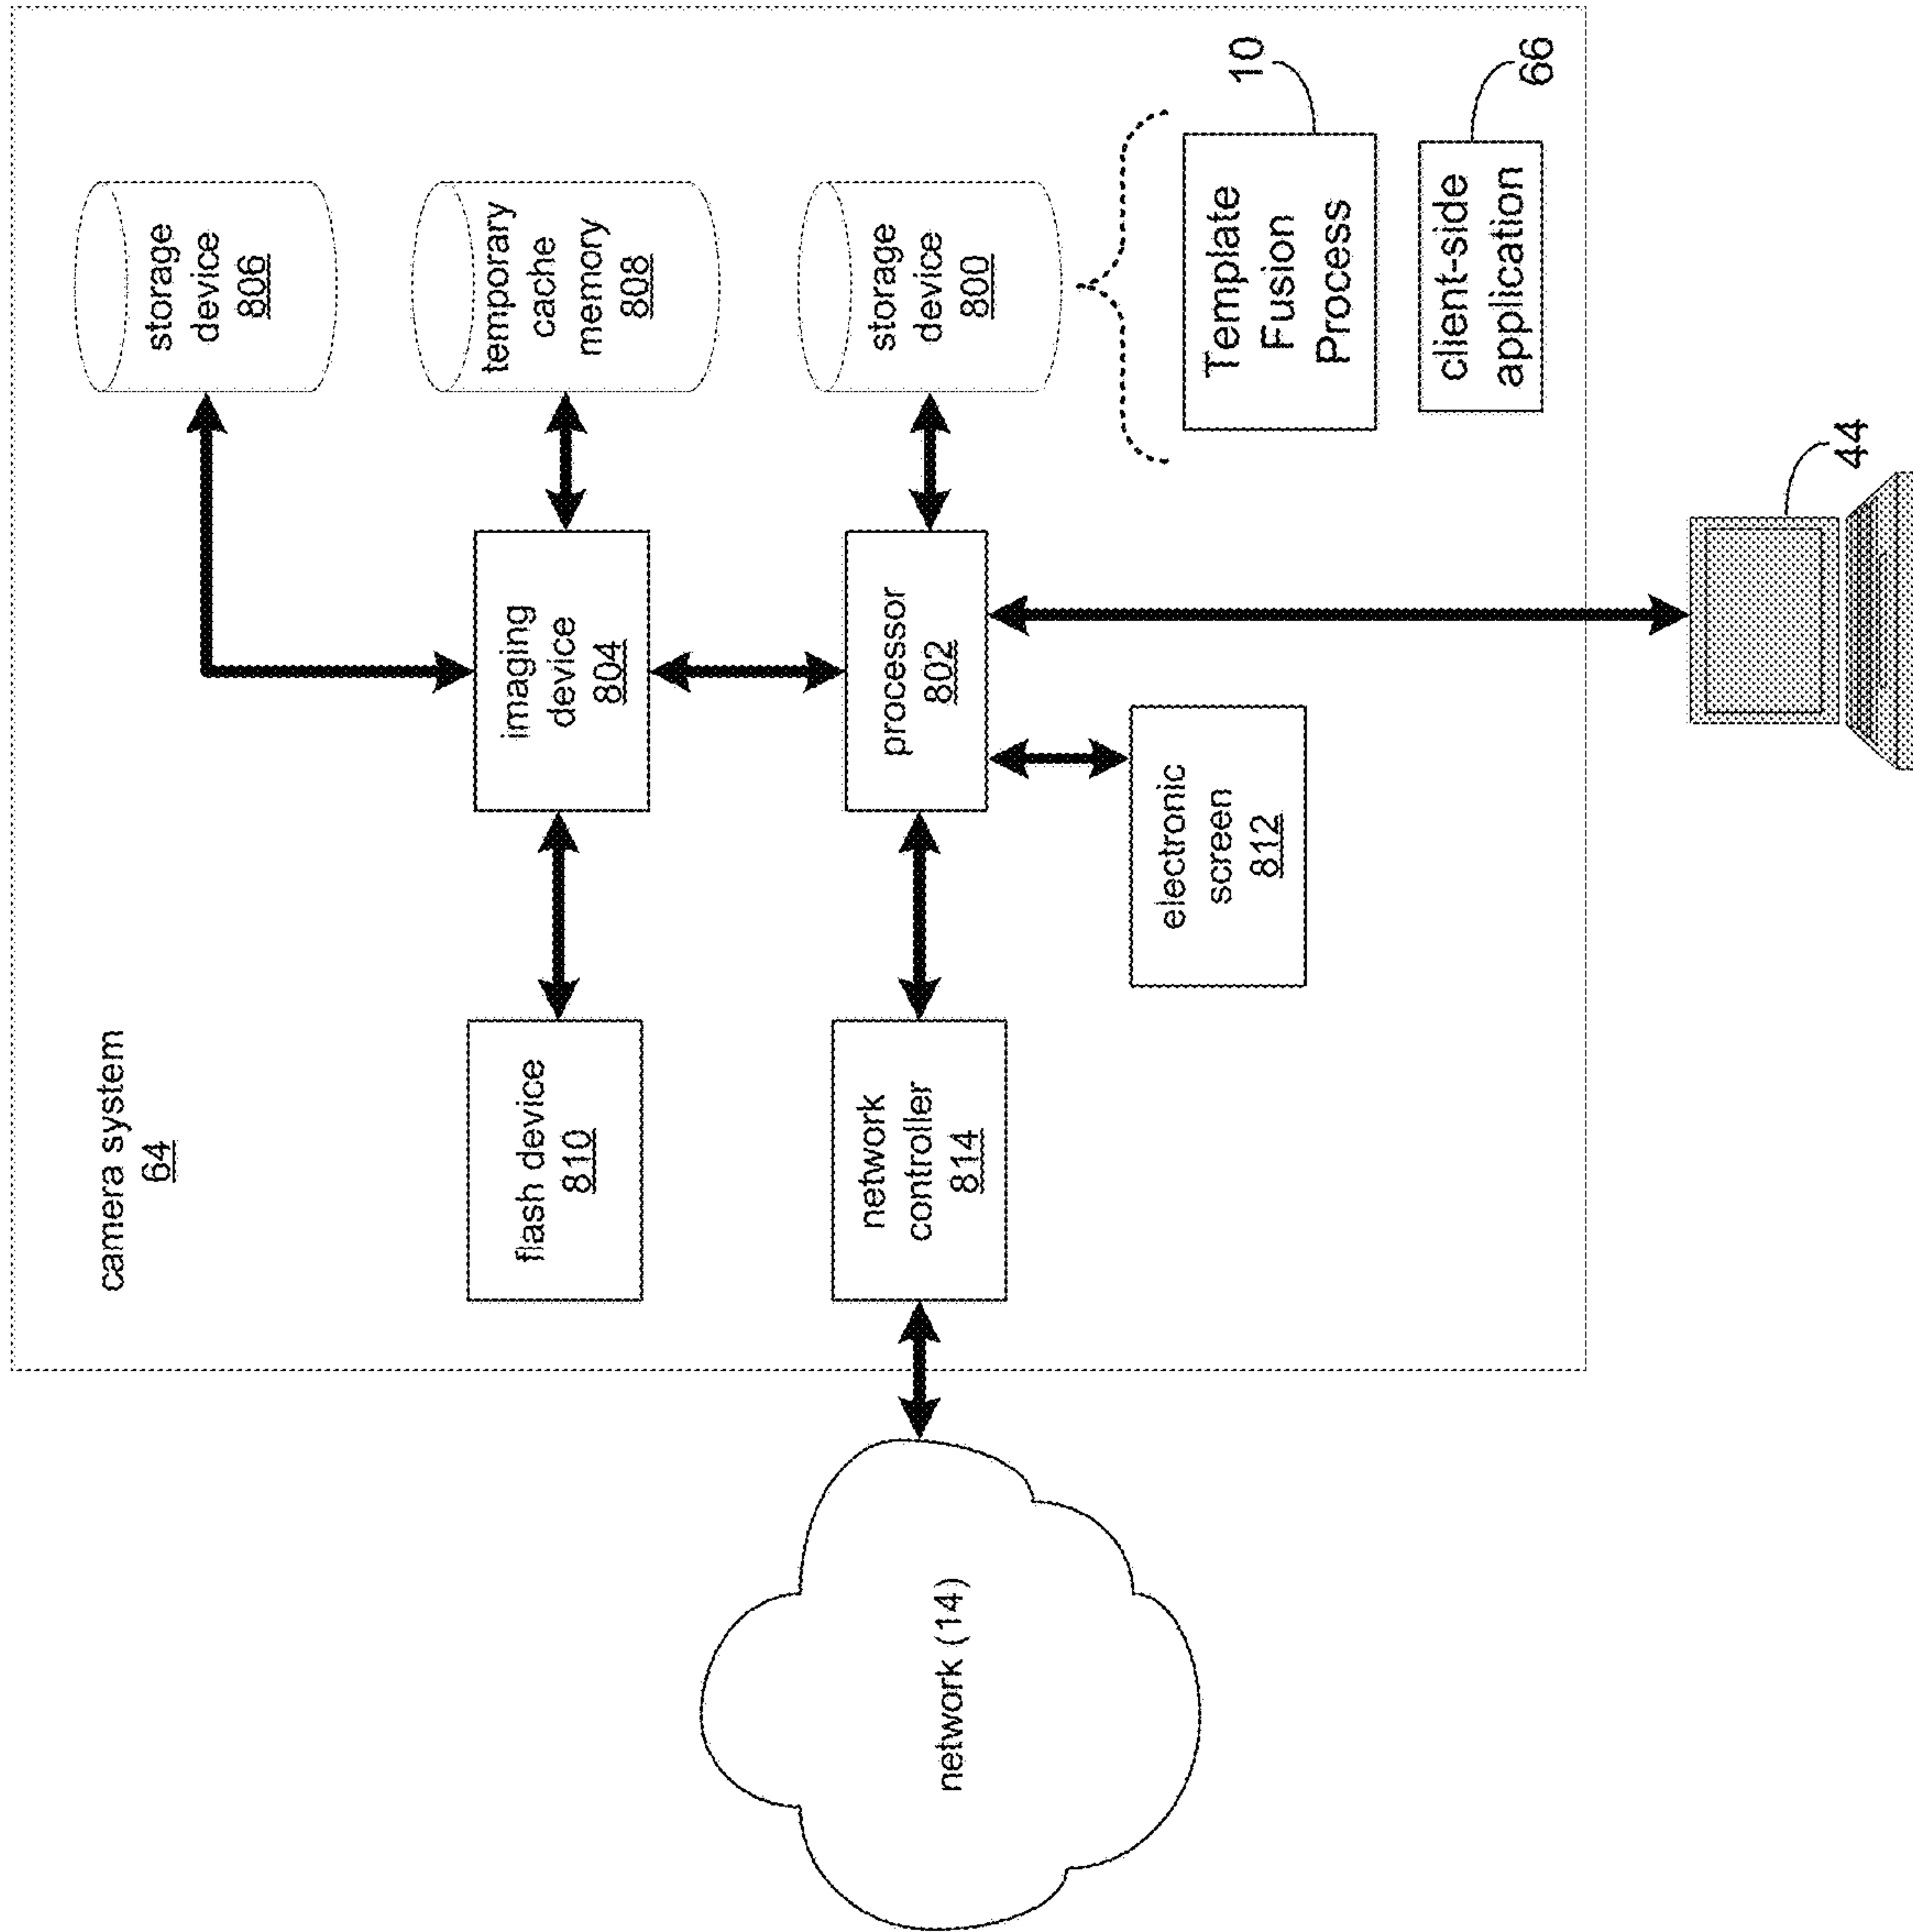 camera system
64
storage
device
806
flash device
810
imaging
device
804
temporary
cache
memory
808
network (14)
network
controller
814
processor
802
storage
device
800
electronic
screen
812
Template
Fusion
Process
10
client-side
application
66
44